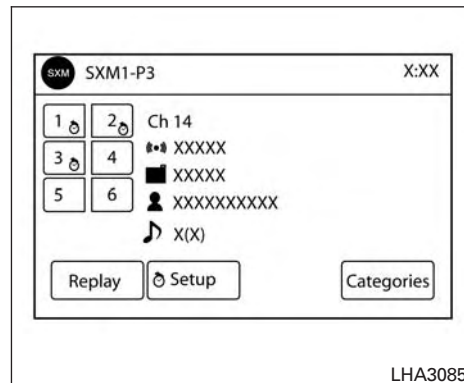 SXM SXM1-P3 X:XX
1 2 Ch 14
XXXXX
3 4
XXXXX
5 6
XXXXXXXXXX
X(X)
Replay Setup Categories
LHA3085